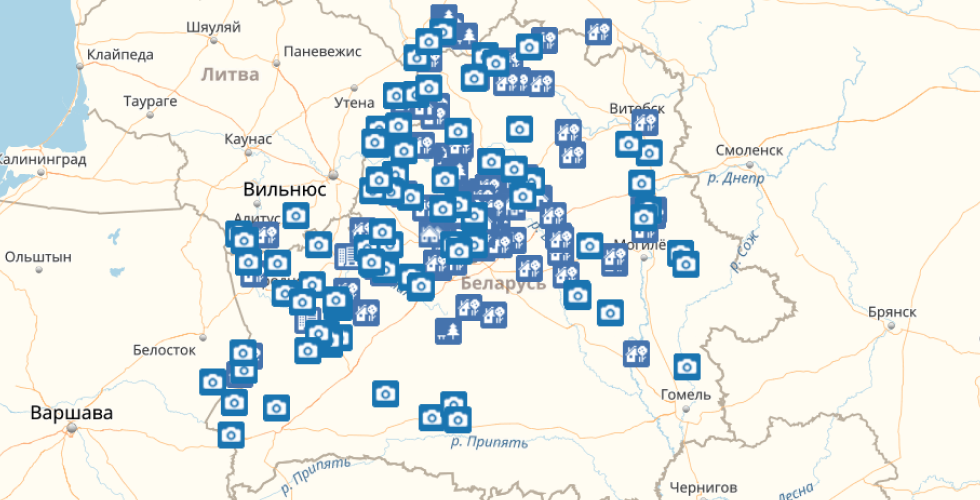 Шяуляй
Клайпеда
Паневежис
Литва
Утена
Таураге
Витебск
Каунас
Смоленск
Калининград
р. Днепр
Вильнюс
Алитус
р. Сож
Могилёв
Ольштын
Беларусь
Брянск
Белосток
Гомель
Варшава
р. Припять
р. Припять
Чернигов
Десна